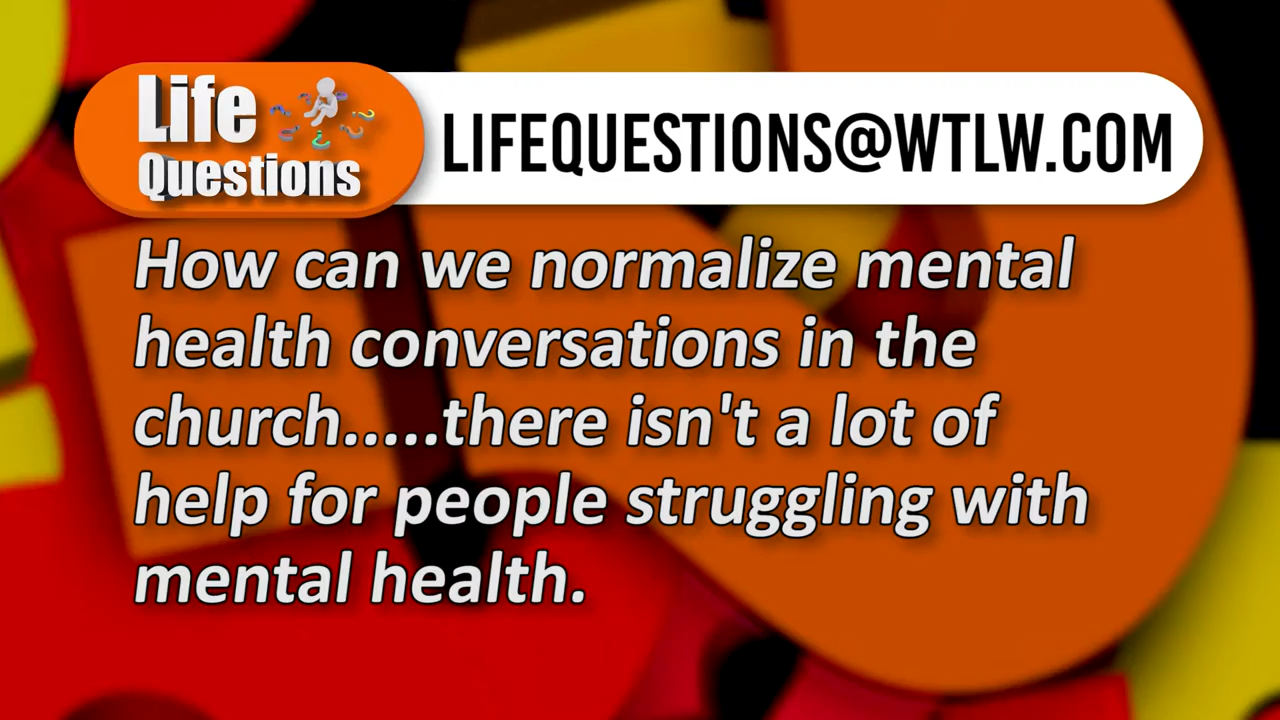 Life
Questions
LIFEQUESTIONS@WTLW.COM
How can we normalize mental
health conversations in the
church.....there isn't a lot of
help for people struggling with
mental health.